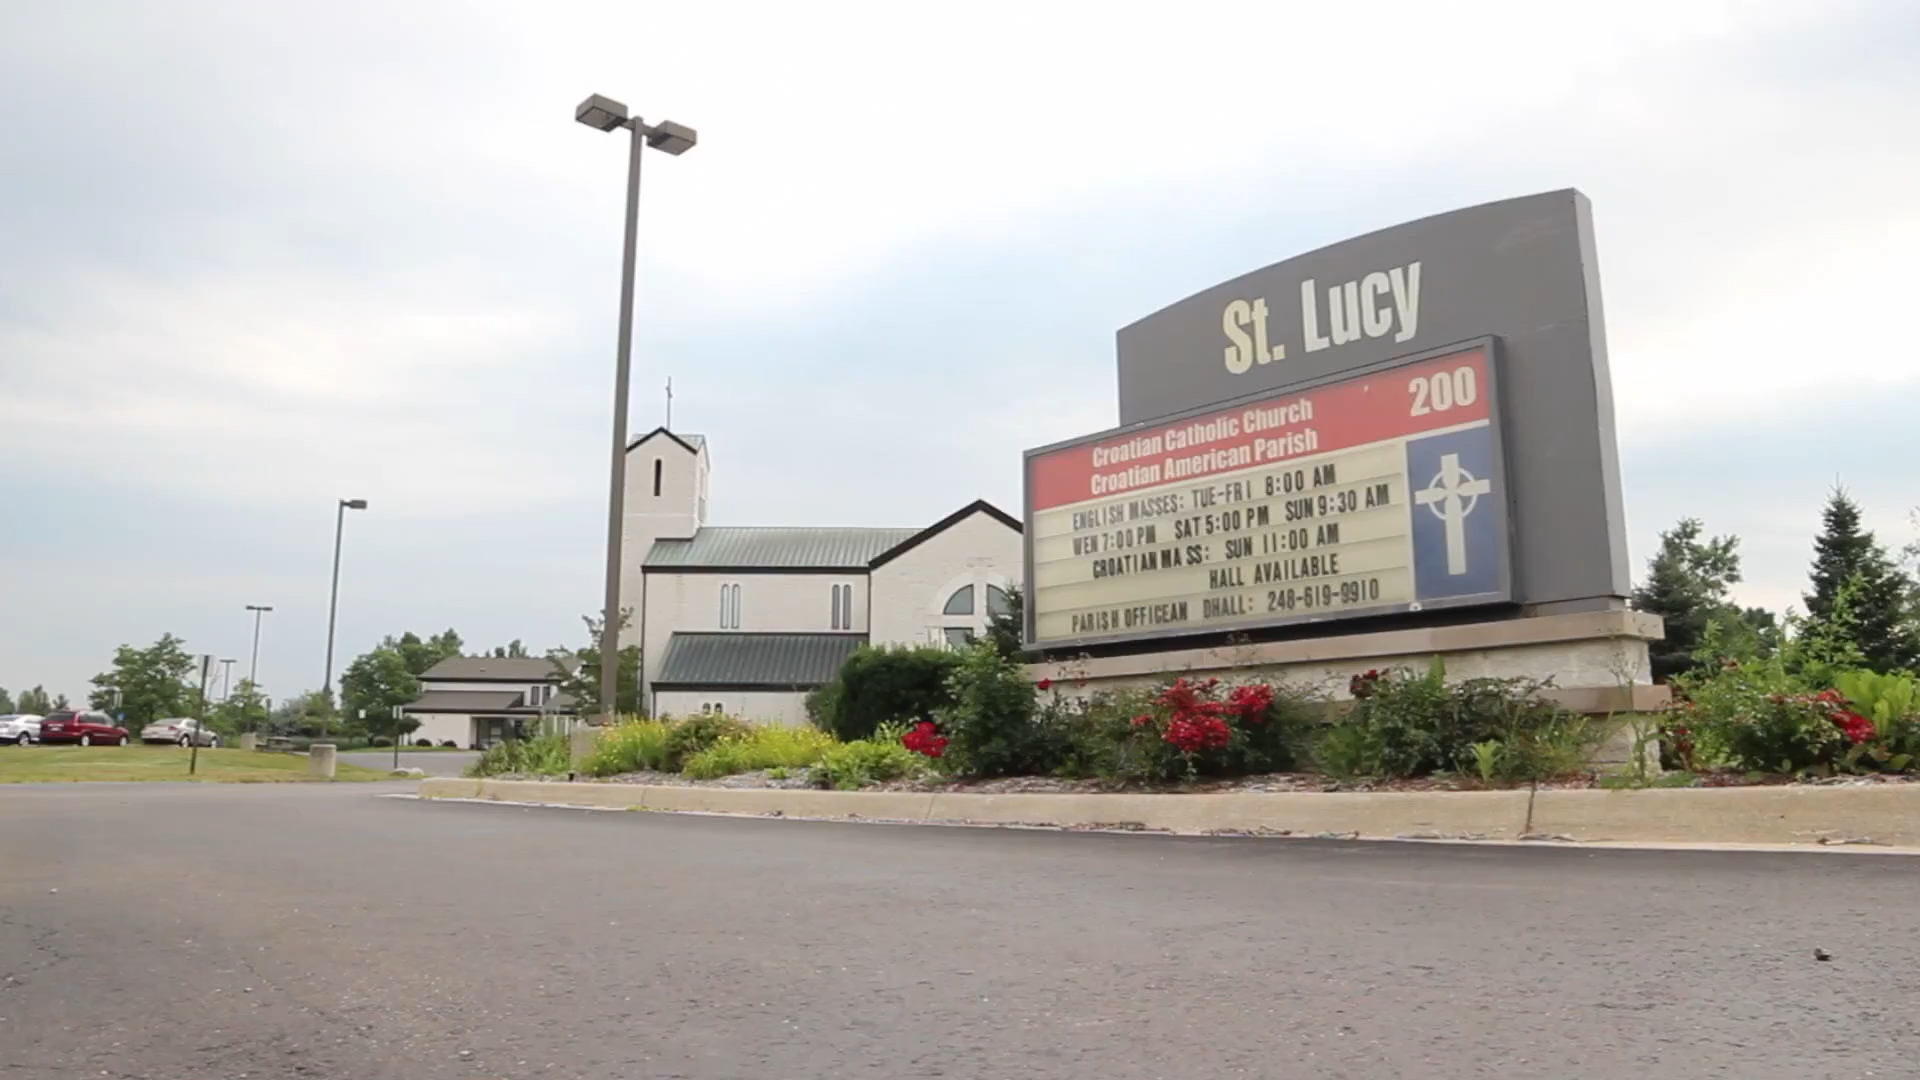 St. Lucy
200
Croatian Catholic Church
Croatian American Parish
ENGLISH MASSES: TUE-FRI 8:00 AM
WEN 7:00 PM SAT 5:00 PM SUN 9:30 AM
CROATIAN MA SS: SUN 11:00 AM
HALL AVAILABLE
PARISH OFFICEAN DHALL: 248-619-9910